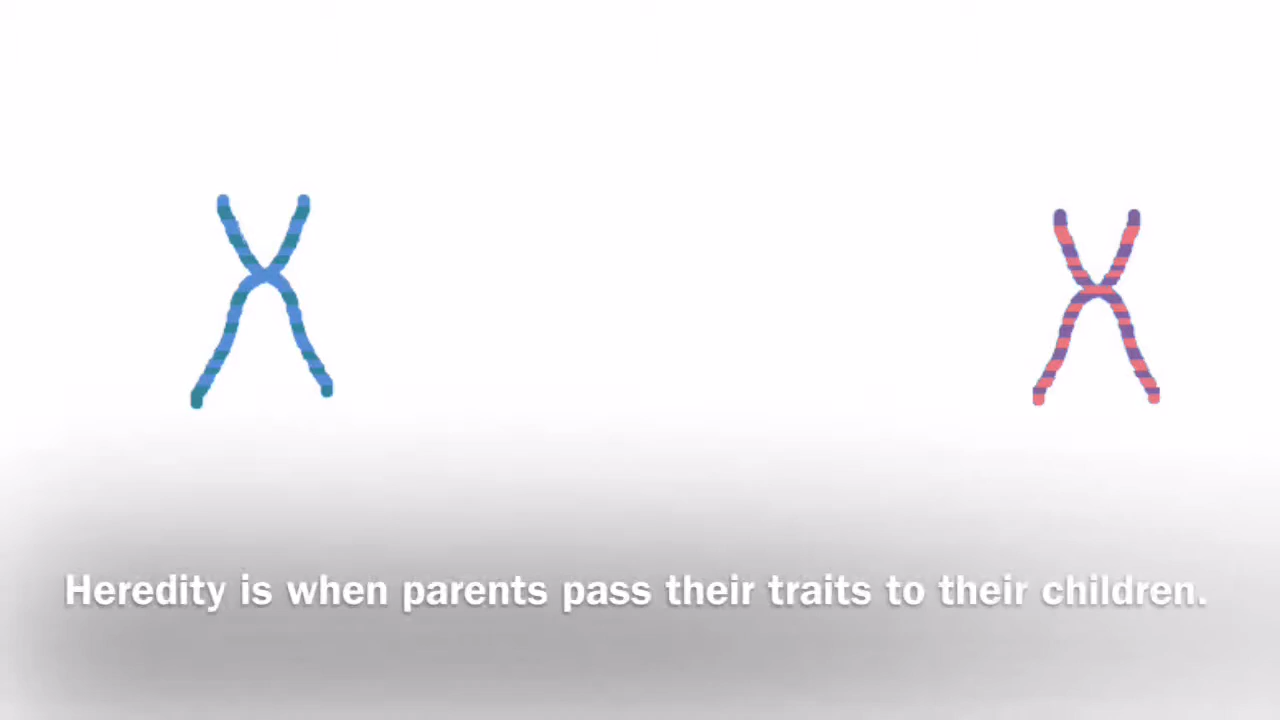 Heredity is when parents pass their traits to their children.